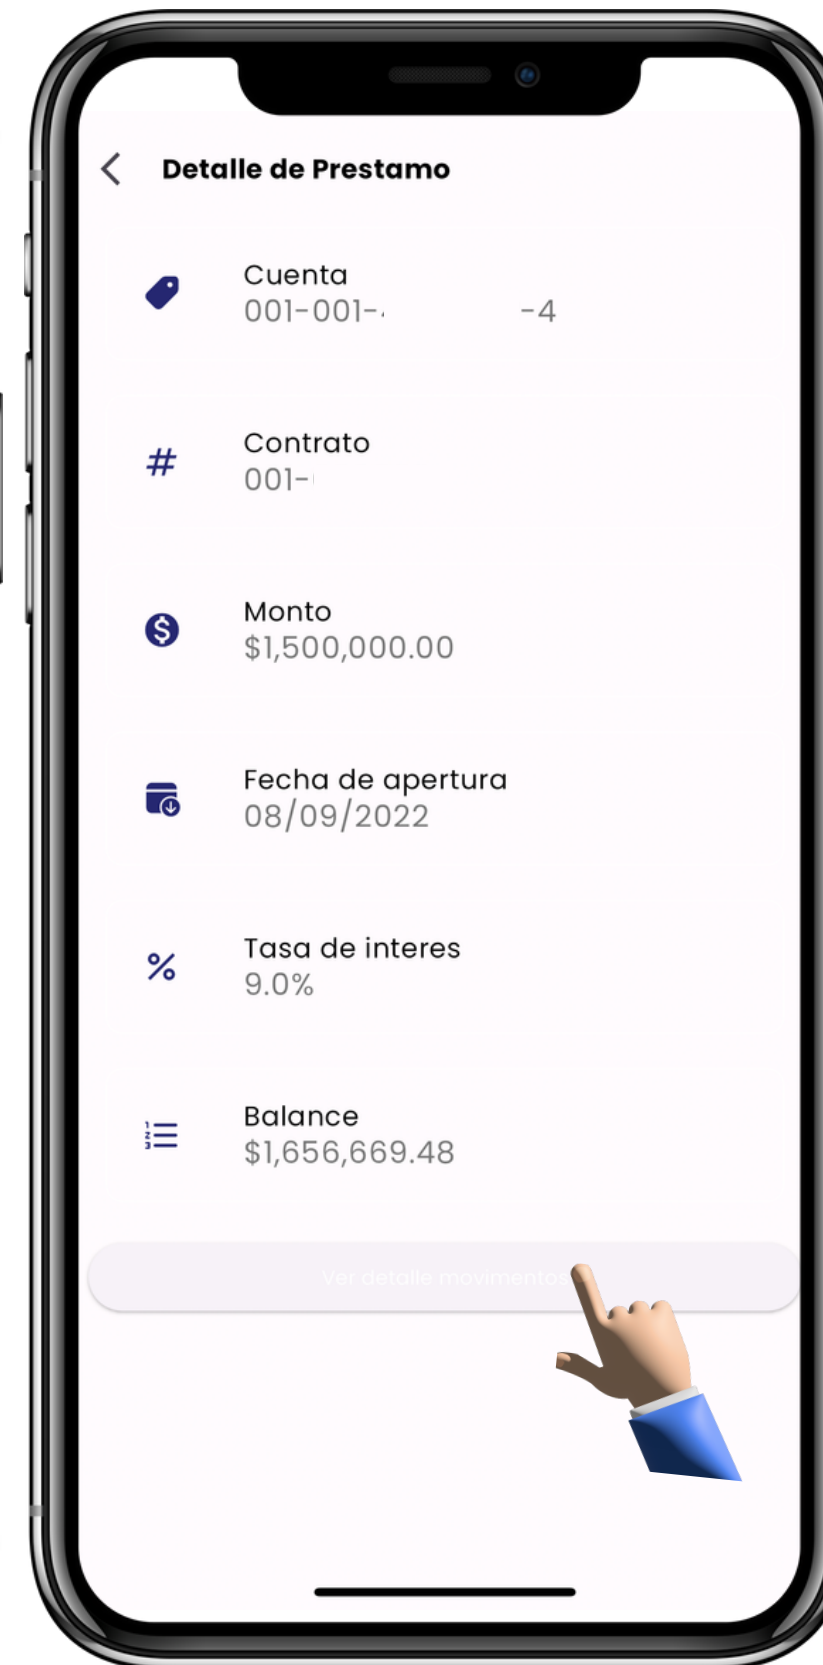 Detalle de Prestamo
Cuenta
001-001- -4
Contrato
001-
Monto
$1,500,000.00
Fecha de apertura
08/09/2022
Tasa de interes
9.0%
Balance
$1,656,669.48
Ver detalle movimentos